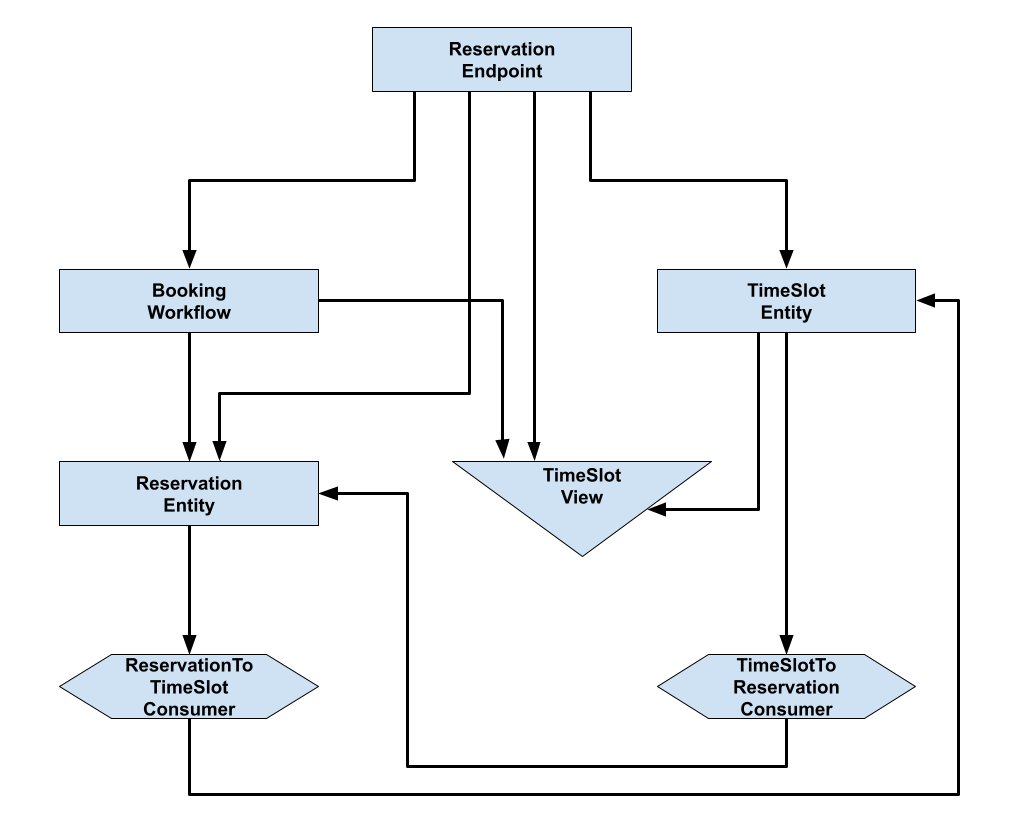 Reservation
Endpoint
Booking
Workflow
TimeSlot
Entity
Reservation
Entity
TimeSlot
View
ReservationTo
TimeSlot
Consumer
TimeSlotTo
Reservation
Consumer